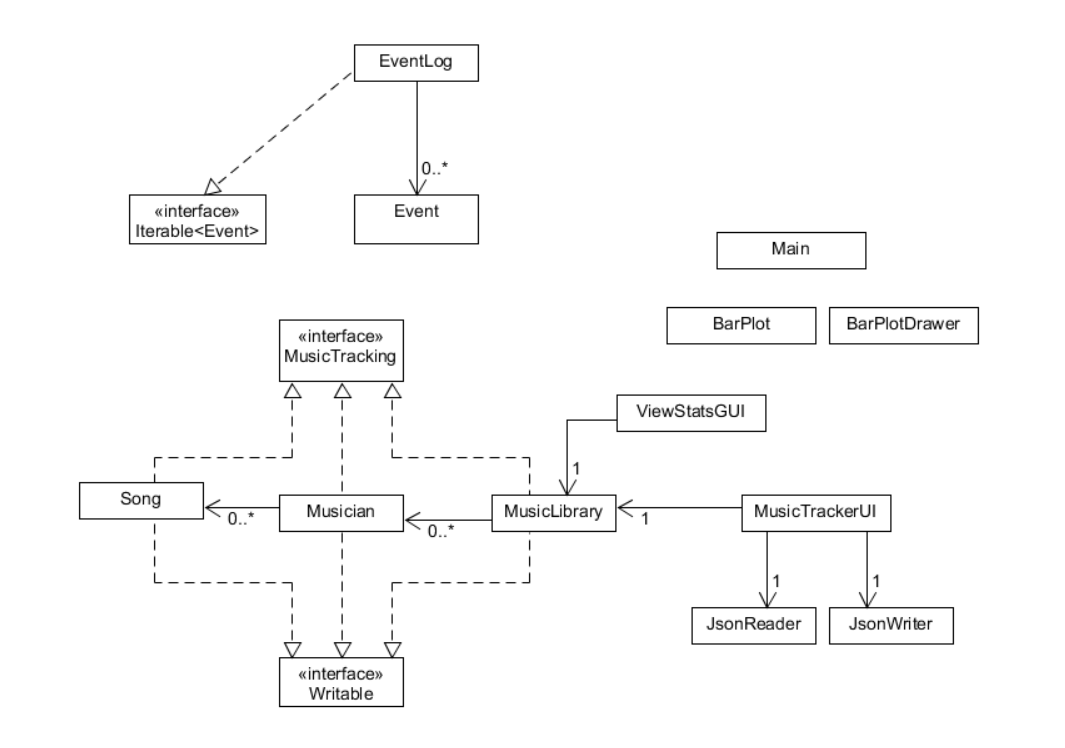 EventLog
0..*
«interface»
Iterable<Event>
Event
Main
BarPlot
BarPlotDrawer
«interface»
MusicTracking
ViewStatsGUI
1
Song
0..*
Musician
0..*
MusicLibrary
1
MusicTrackerUI
1
1
JsonReader
JsonWriter
«interface»
Writable